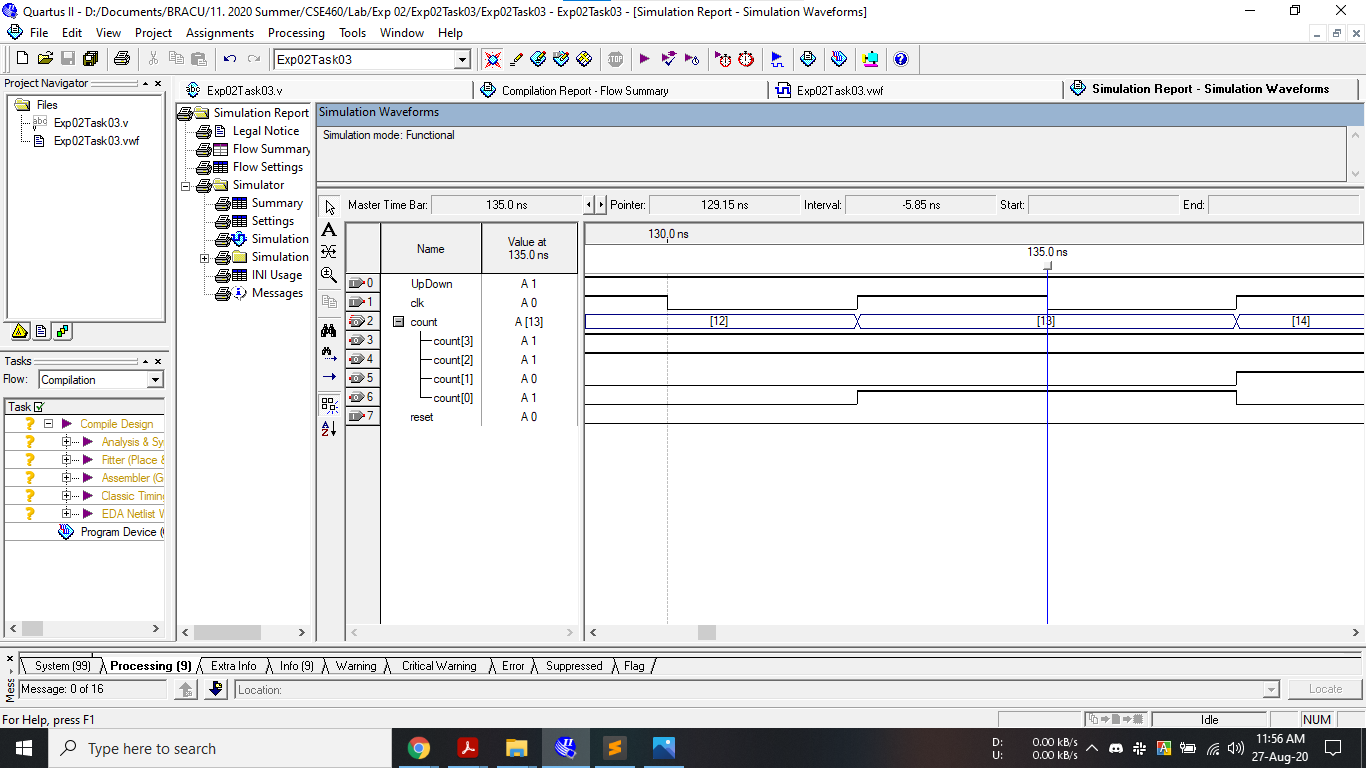 Quartus II - D:/Documents/BRACU/11. 2020 Summer/CSE460/Lab/Exp 02/Exp02Task03/Exp02Task03 - Exp02Task03 - [Simulation Report - Simulation Waveforms]
File Edit View Project Assignments Processing Tools Window Help
Exp02Task03
Project Navigator
Files
Exp02Task03.v
Exp02Task03.vwf
Tasks
Flow: Compilation
Task
Compile Design
Analysis & Sy
Fitter (Place &
Assembler (G
Classic Timin
EDA Netlist W
Program Device (
Exp02Task03.v
Compilation Report - Flow Summary
Exp02Task03.vwf
Simulation Report - Simulation Waveforms
Simulation Report
Legal Notice
Flow Summary
Flow Settings
Simulator
Summary
Settings
Simulation
Simulation
INI Usage
Messages
Simulation Waveforms
Simulation mode: Functional
Master Time Bar: 135.0 ns Pointer: 129.15 ns Interval: -5.85 ns Start: End:
Name
Value at
135.0 ns
130.0 ns
135.0 ns
0 UpDown A 1
1 clk A 0
2 count A [13] [12] [13] [14]
3 count[3] A 1
4 count[2] A 1
5 count[1] A 0
6 count[0] A 1
7 reset A 0
System (99) Processing (9) Extra Info Info (9) Warning Critical Warning Error Suppressed Flag
Mess
Message: 0 of 16 Location: Locate
For Help, press F1 Idle NUM
Type here to search
D: 0.00 kB/s
U: 0.00 kB/s
11:56 AM
27-Aug-20